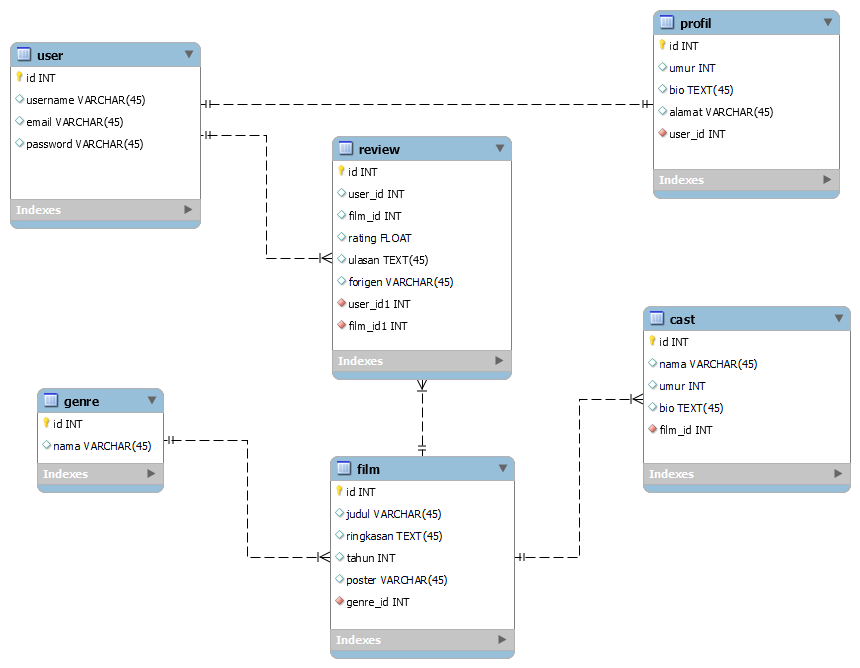 user
id INT
username VARCHAR(45)
email VARCHAR(45)
password VARCHAR(45)
Indexes
profil
id INT
umur INT
bio TEXT(45)
alamat VARCHAR(45)
user_id INT
Indexes
review
id INT
user_id INT
film_id INT
rating FLOAT
ulasan TEXT(45)
forigen VARCHAR(45)
user_id1 INT
film_id1 INT
Indexes
cast
id INT
nama VARCHAR(45)
umur INT
bio TEXT(45)
film_id INT
Indexes
genre
id INT
nama VARCHAR(45)
Indexes
film
id INT
judul VARCHAR(45)
ringkasan TEXT(45)
tahun INT
poster VARCHAR(45)
genre_id INT
Indexes